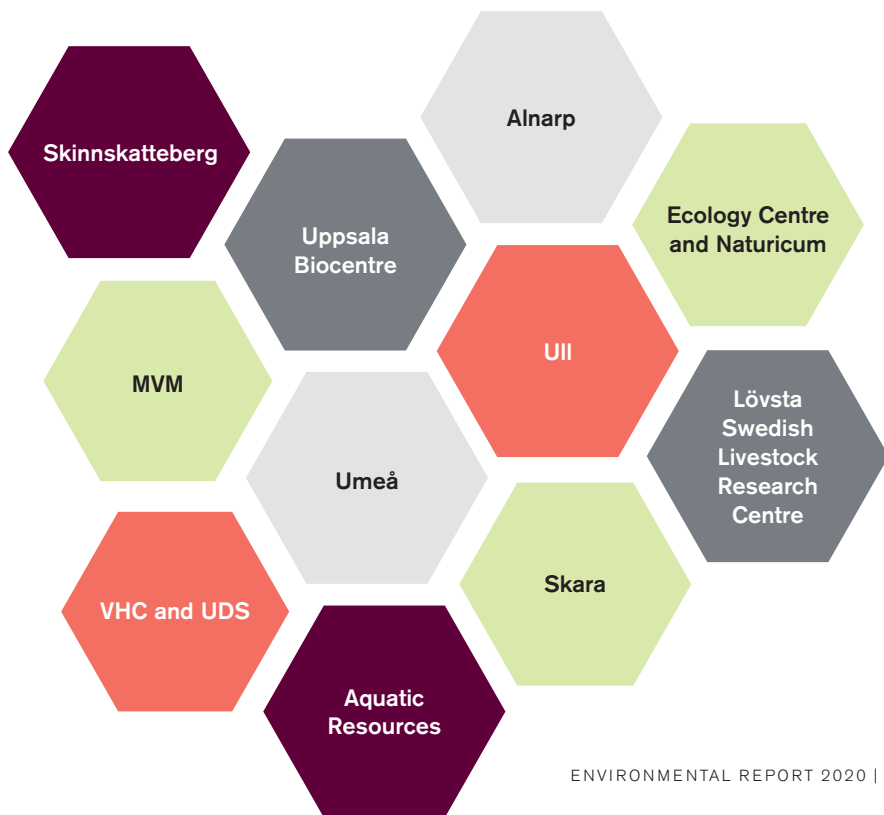 Alnarp
Skinnskatteberg
Ecology Centre
and Naturicum
Uppsala
Biocentre
Ull
MVM
Lövsta
Swedish
Livestock
Research
Centre
Umeå
Skara
VHC and UDS
Aquatic
Resources
ENVIRONMENTAL REPORT 2020 |